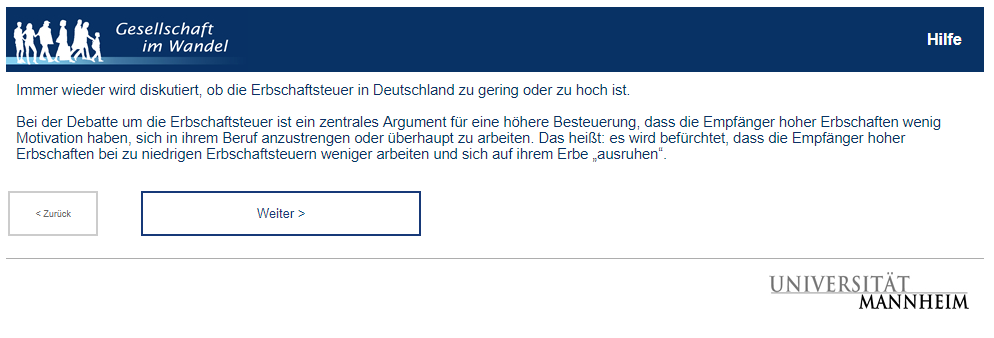 Gesellschaft
im Wandel
Hilfe
Immer wieder wird diskutiert, ob die Erbschaftsteuer in Deutschland zu gering oder zu hoch ist.
Bei der Debatte um die Erbschaftsteuer ist ein zentrales Argument für eine höhere Besteuerung, dass die Empfänger hoher Erbschaften wenig
Motivation haben, sich in ihrem Beruf anzustrengen oder überhaupt zu arbeiten. Das heißt: es wird befürchtet, dass die Empfänger hoher
Erbschaften bei zu niedrigen Erbschaftsteuern weniger arbeiten und sich auf ihrem Erbe „ausruhen“.
< Zurück
Weiter >
UNIVERSITÄT
MANNHEIM